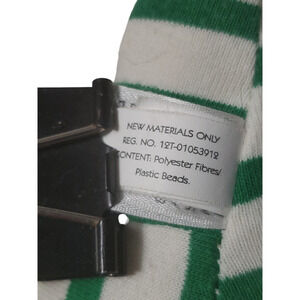 NEW MATERIALS ONLY
REG. NO. 12T-01053912
CONTENT: Polyester Fibres/
Plastic Beads.